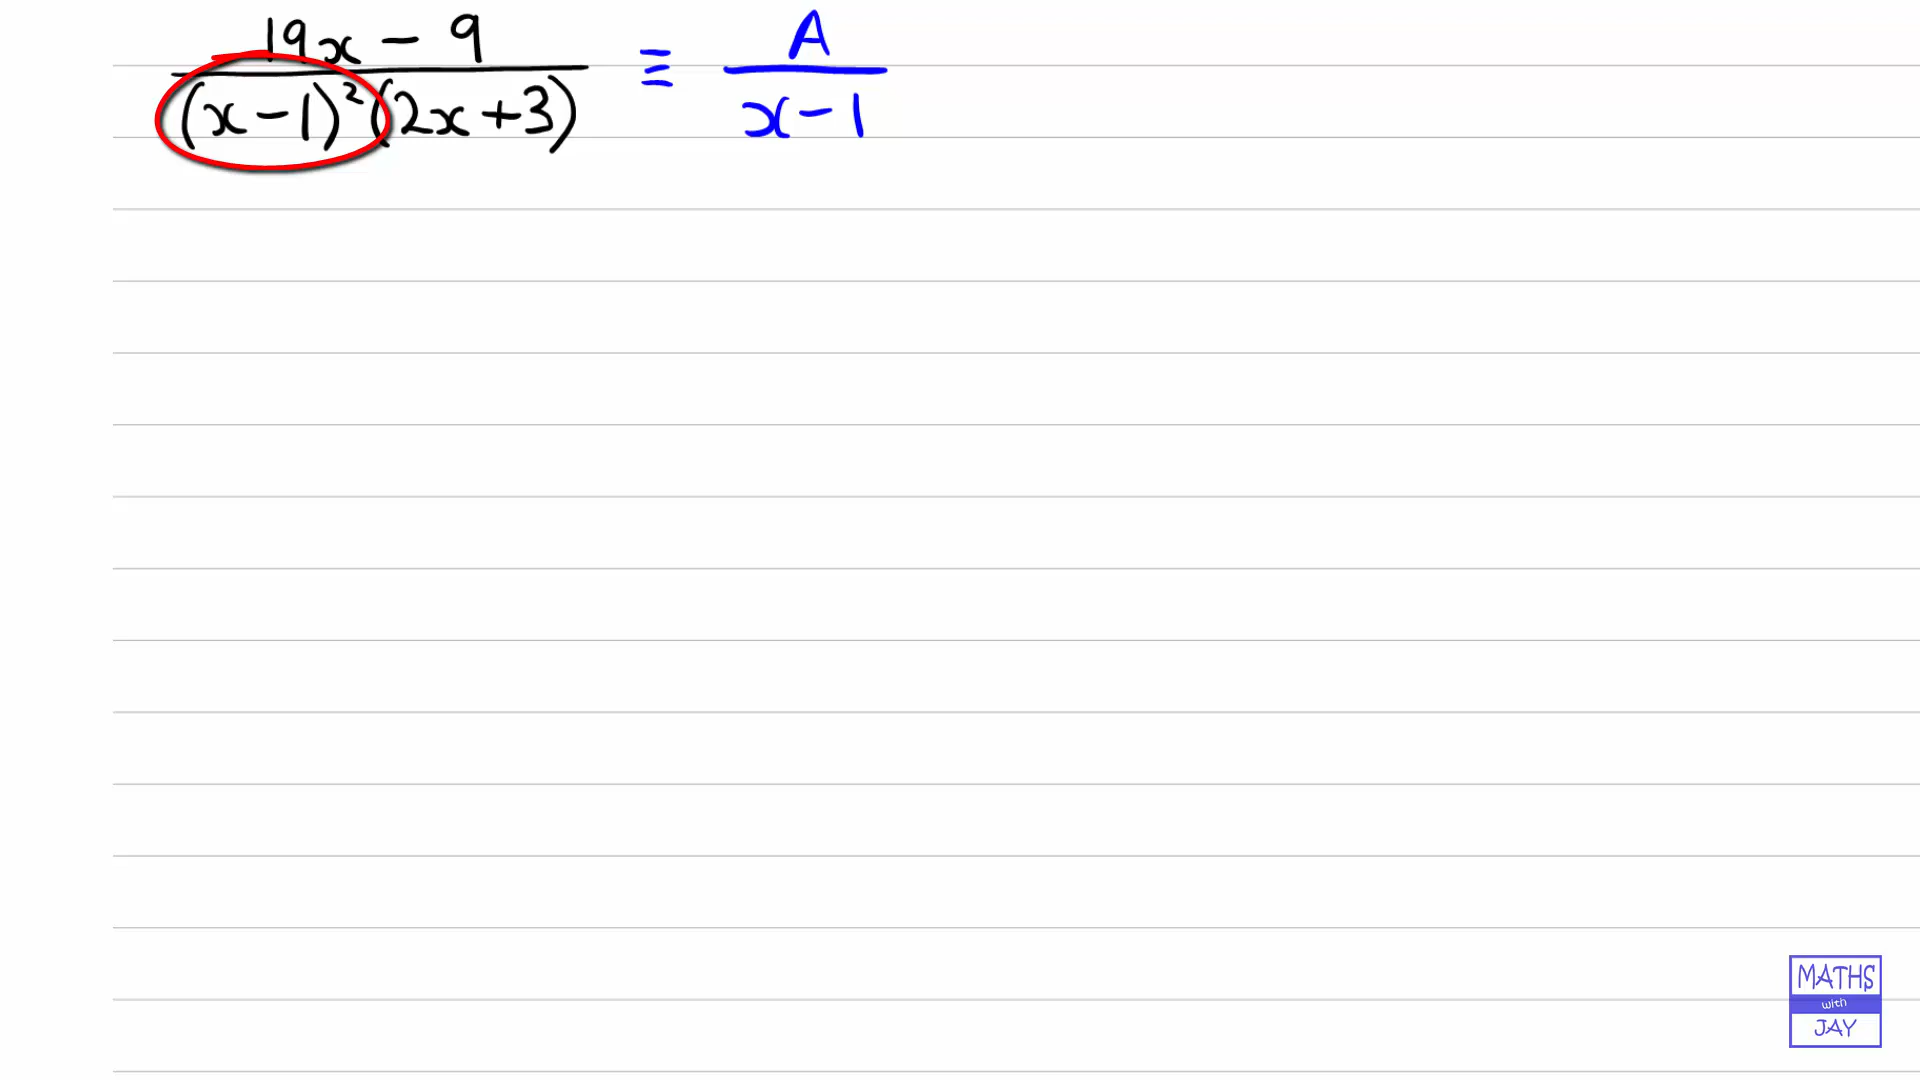 19x − 9 ≡ A
(x−1)²(2x+3) x−1
MATHS
with
JAY